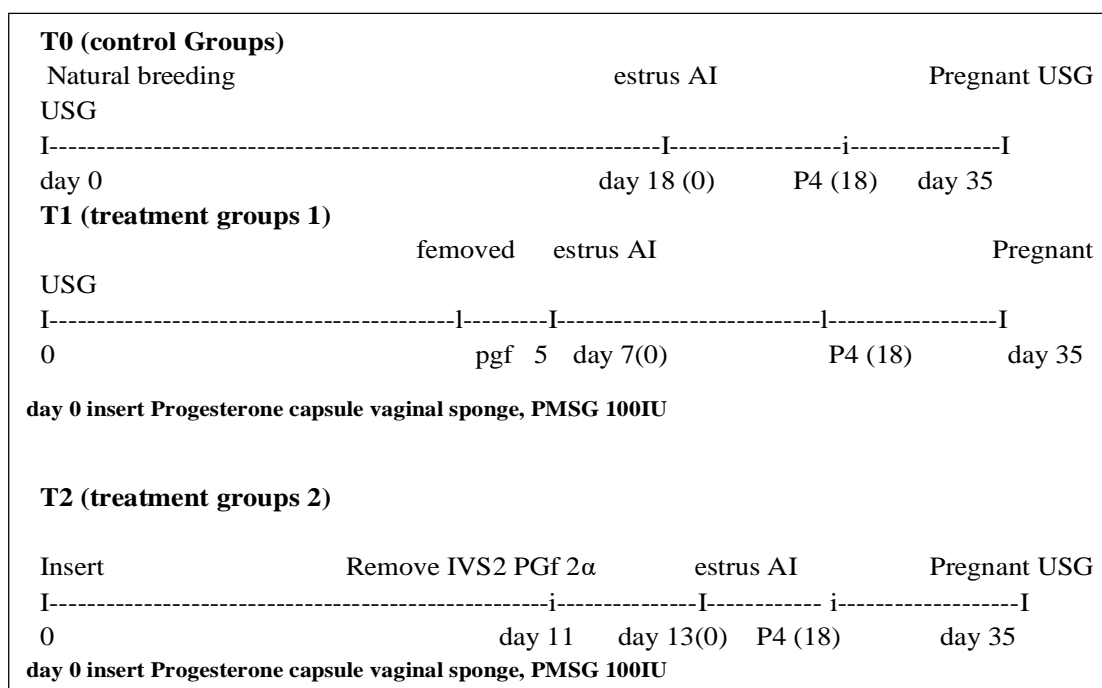 T0 (control Groups)
Natural breeding estrus AI Pregnant USG
USG
I-----------------------------------------------------------------I------------------i----------------I
day 0 day 18 (0) P4 (18) day 35
T1 (treatment groups 1)
femoved estrus AI Pregnant
USG
I-------------------------------------------l---------I----------------------------l------------------I
0 pgf 5 day 7(0) P4 (18) day 35
day 0 insert Progesterone capsule vaginal sponge, PMSG 100IU
T2 (treatment groups 2)
Insert Remove IVS2 PGf 2α estrus AI Pregnant USG
I-----------------------------------------------------i---------------I------------ i-------------------I
0 day 11 day 13(0) P4 (18) day 35
day 0 insert Progesterone capsule vaginal sponge, PMSG 100IU